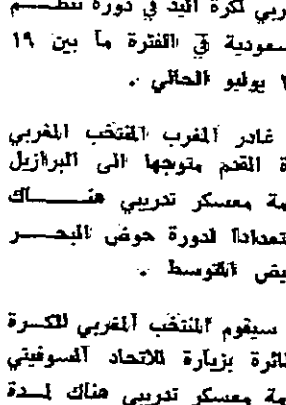 ربي لكرة اليد في دورة تنظم
سعودية في الفترة ما بين ١٩
يوليو الحالي .
غادر المغرب المنتخب المغربي
ة القدم متوجها الى البرازيل
مة معسكر تدريبي هناك
تعدادا لدورة حوض البحر
يض المتوسط .
سيقوم المنتخب المغربي للكرة
ائرة بزيارة للاتحاد السوفيتي
مة معسكر تدريبي هناك لمدة